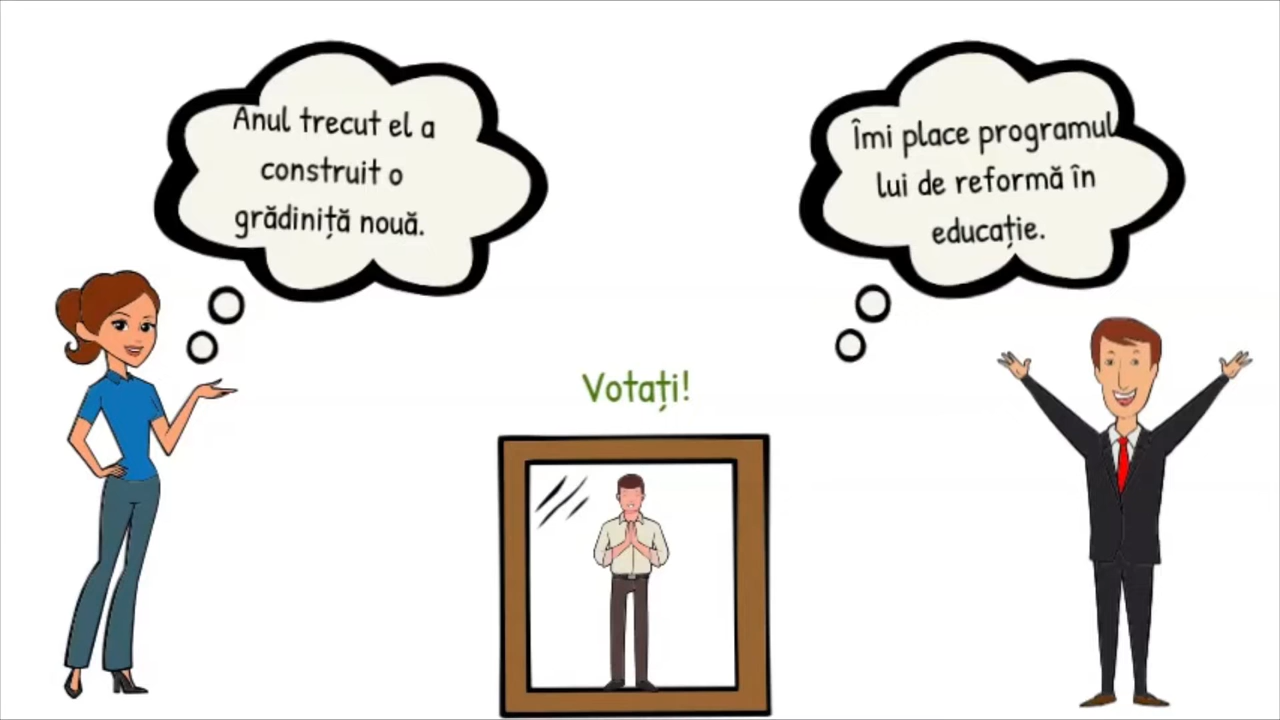 Anul trecut el a
construit o
grădiniță nouă.
Îmi place programul
lui de reformă în
educație.
Votați!